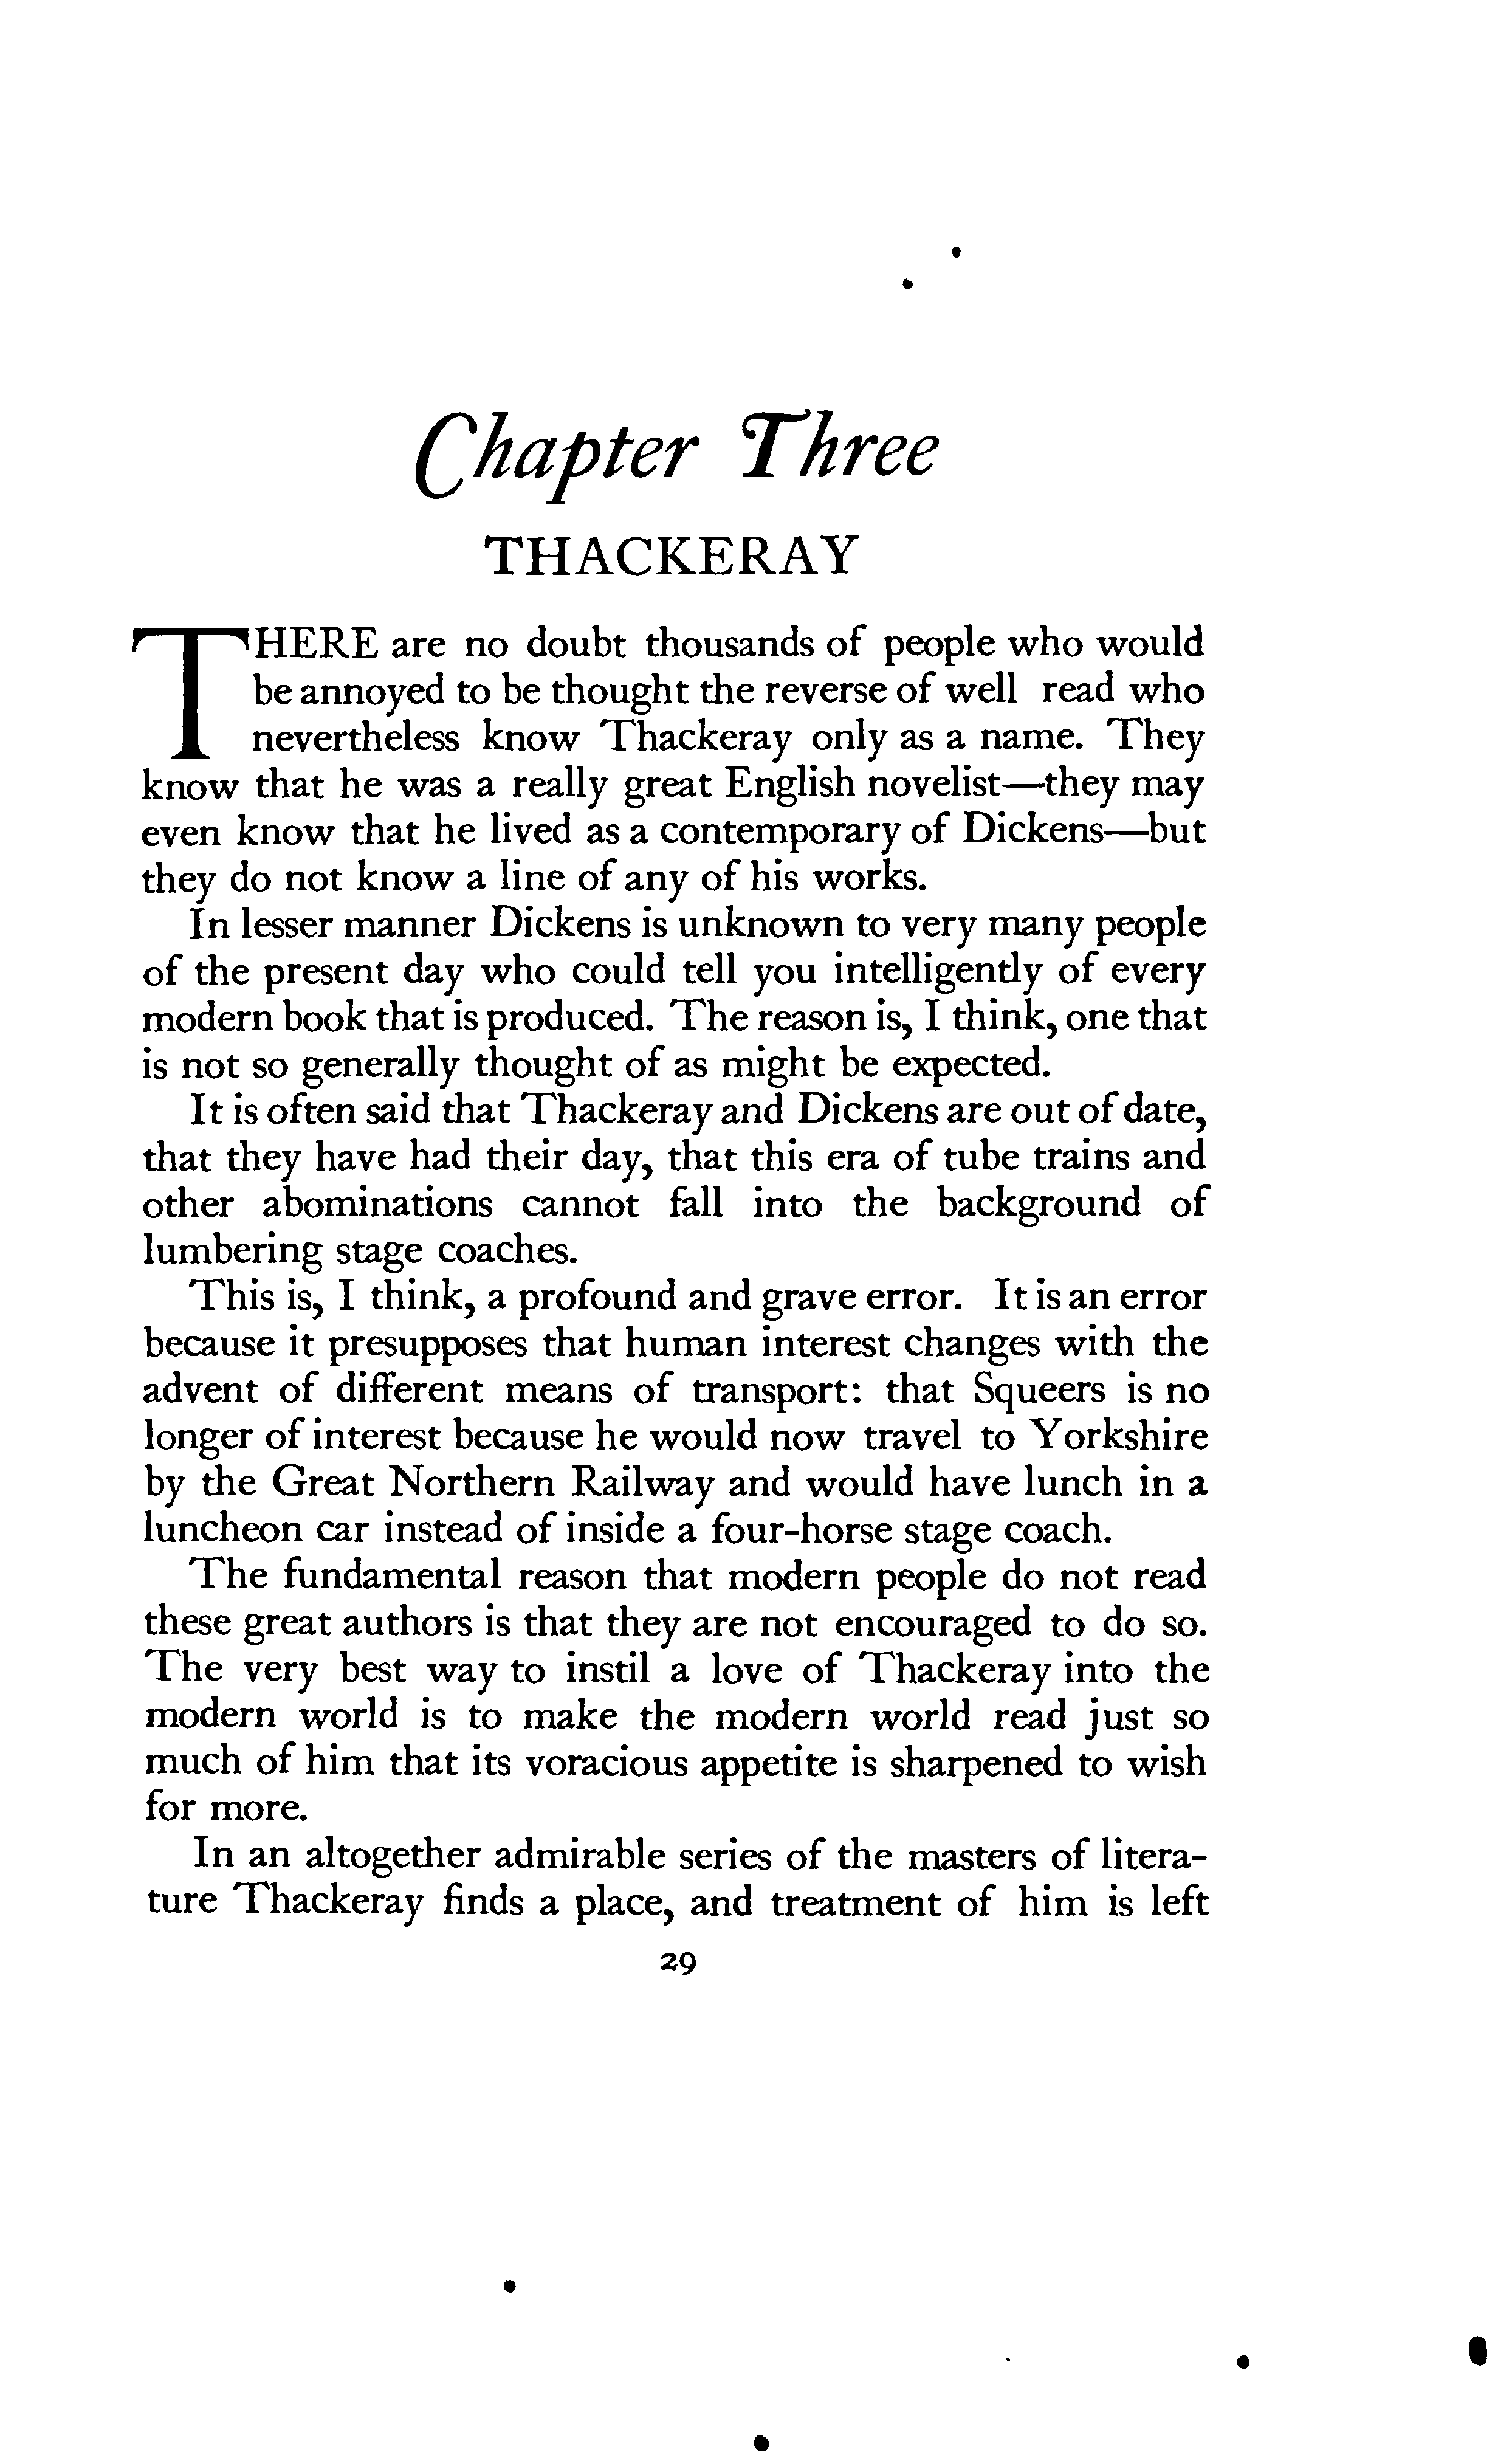 Chapter Three
THACKERAY
THERE are no doubt thousands of people who would
be annoyed to be thought the reverse of well read who
nevertheless know Thackeray only as a name. They
know that he was a really great English novelist—they may
even know that he lived as a contemporary of Dickens—but
they do not know a line of any of his works.
In lesser manner Dickens is unknown to very many people
of the present day who could tell you intelligently of every
modern book that is produced. The reason is, I think, one that
is not so generally thought of as might be expected.
It is often said that Thackeray and Dickens are out of date,
that they have had their day, that this era of tube trains and
other abominations cannot fall into the background of
lumbering stage coaches.
This is, I think, a profound and grave error. It is an error
because it presupposes that human interest changes with the
advent of different means of transport: that Squeers is no
longer of interest because he would now travel to Yorkshire
by the Great Northern Railway and would have lunch in a
luncheon car instead of inside a four-horse stage coach.
The fundamental reason that modern people do not read
these great authors is that they are not encouraged to do so.
The very best way to instil a love of Thackeray into the
modern world is to make the modern world read just so
much of him that its voracious appetite is sharpened to wish
for more.
In an altogether admirable series of the masters of litera-
ture Thackeray finds a place, and treatment of him is left
29